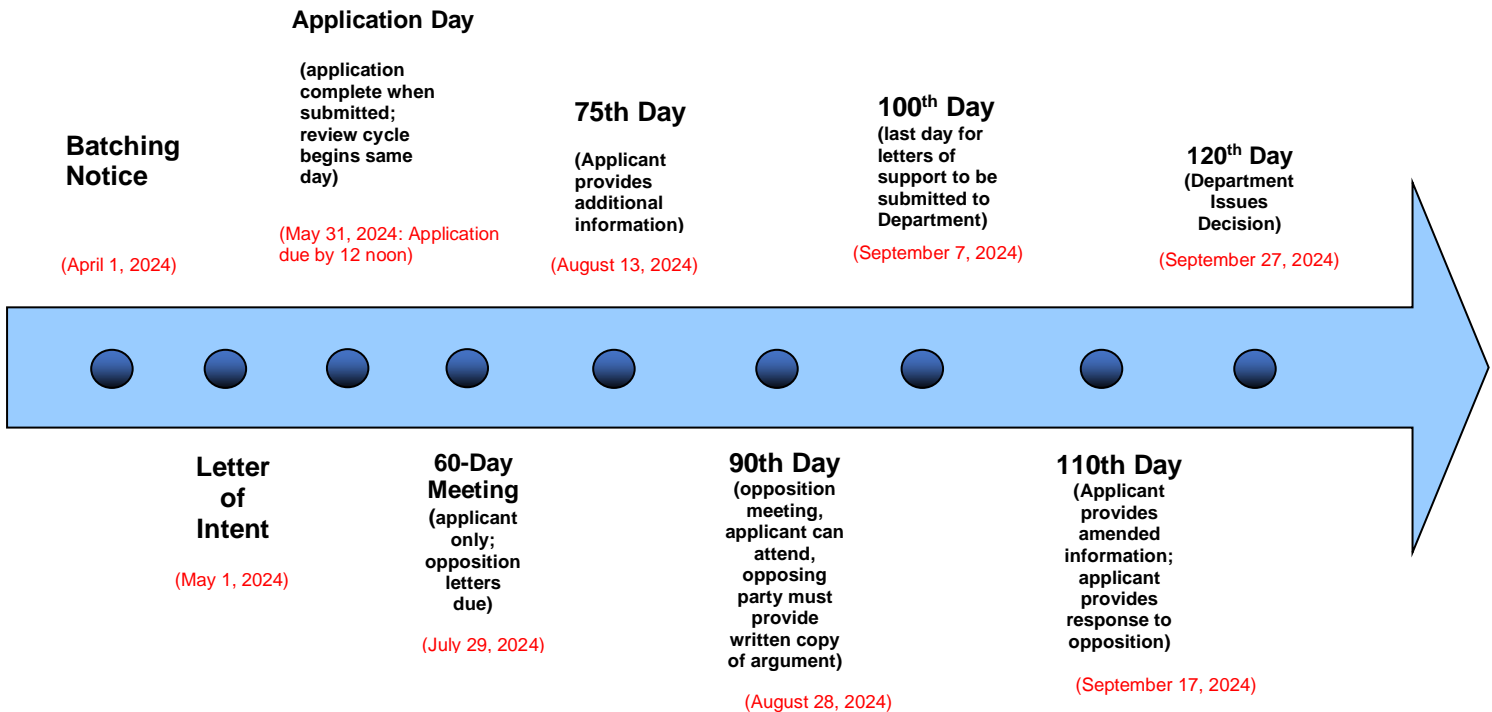 Application Day
(application
complete when
submitted;
review cycle
begins same
day)
(May 31, 2024: Application
due by 12 noon)
Batching
Notice
(April 1, 2024)
75th Day
(Applicant
provides
additional
information)
(August 13, 2024)
100th Day
(last day for
letters of
support to be
submitted to
Department)
(September 7, 2024)
120th Day
(Department
Issues
Decision)
(September 27, 2024)
Letter
of
Intent
(May 1, 2024)
60-Day
Meeting
(applicant
only;
opposition
letters
due)
(July 29, 2024)
90th Day
(opposition
meeting,
applicant can
attend,
opposing
party must
provide
written copy
of argument)
(August 28, 2024)
110th Day
(Applicant
provides
amended
information;
applicant
provides
response to
opposition)
(September 17, 2024)